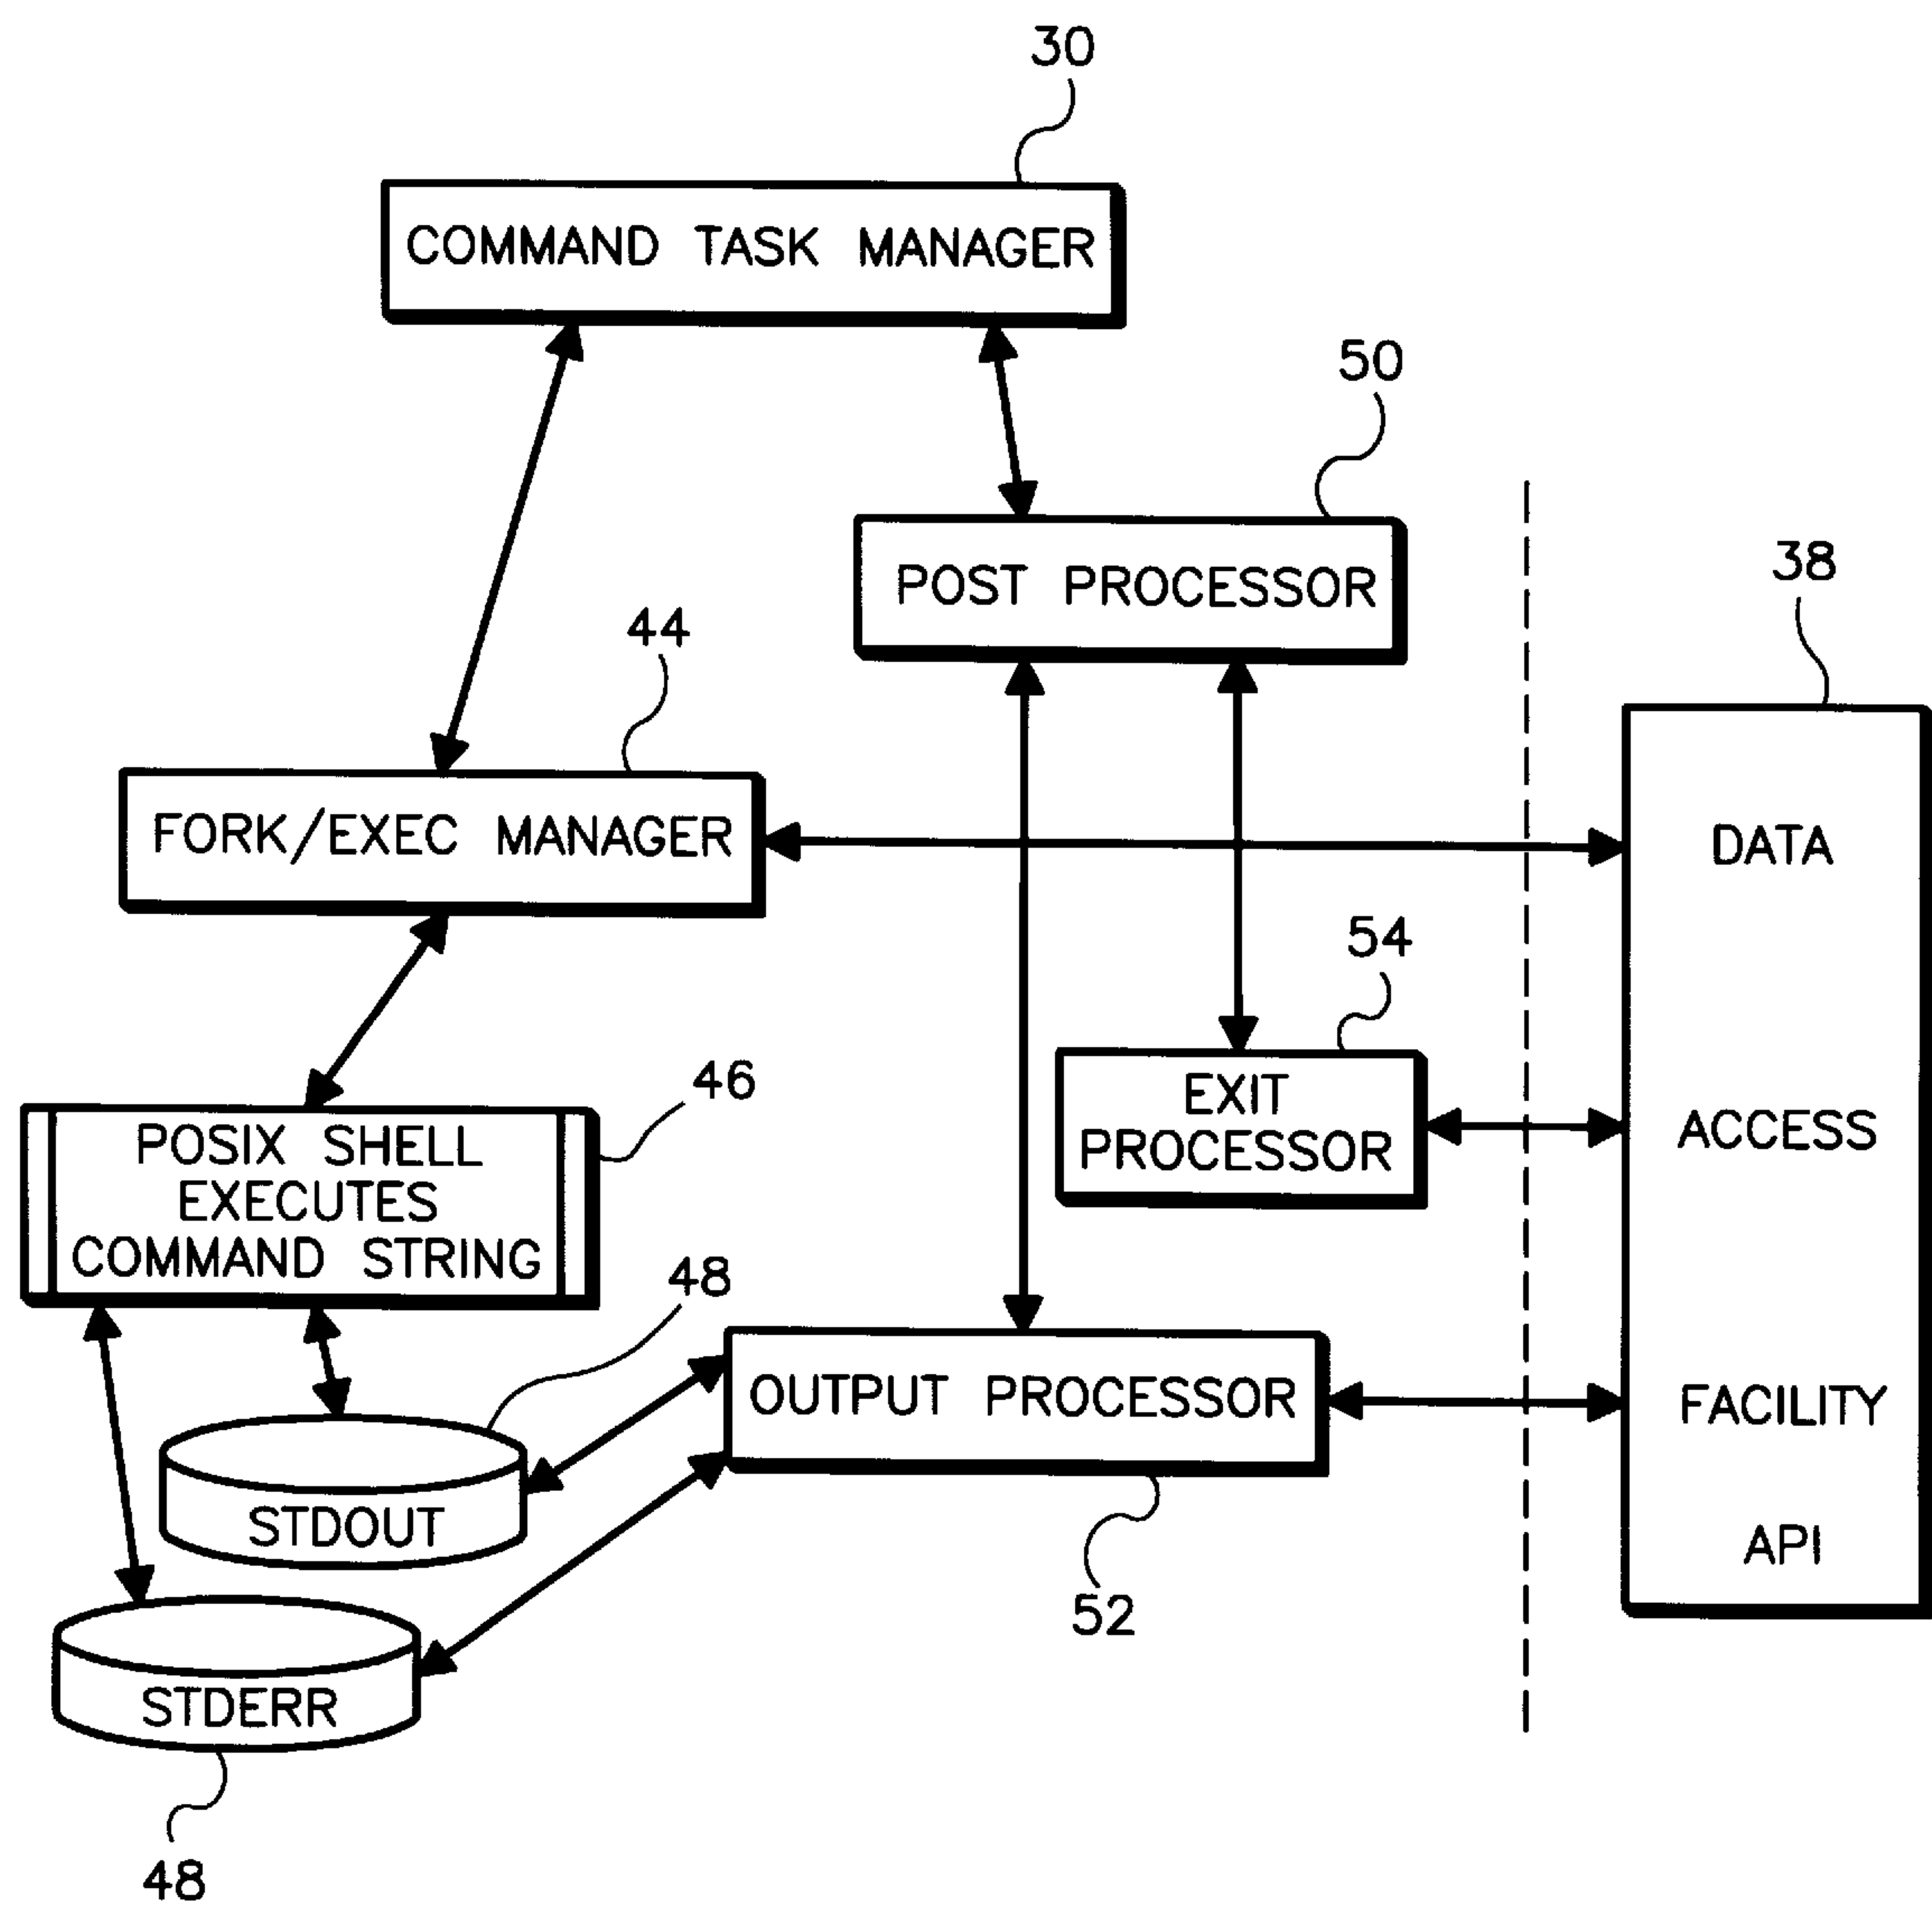 30
COMMAND TASK MANAGER
50
POST PROCESSOR
38
44
FORK/EXEC MANAGER
DATA
54
EXIT
PROCESSOR
ACCESS
46
POSIX SHELL
EXECUTES
COMMAND STRING
48
OUTPUT PROCESSOR
FACILITY
STDOUT
API
52
STDERR
48